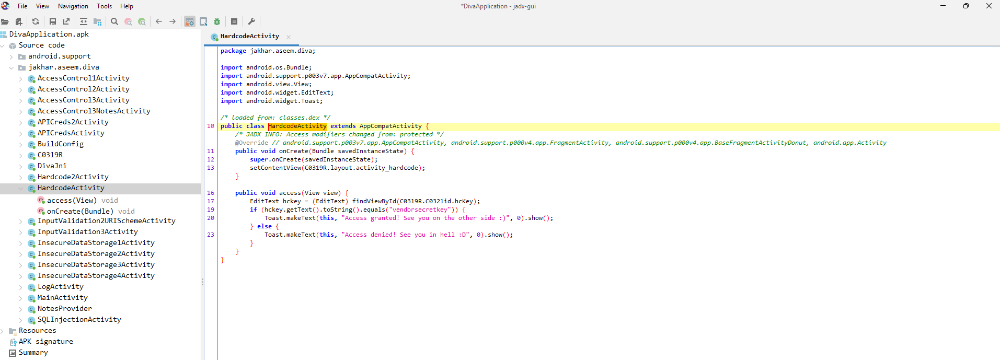 File View Navigation Tools Help
*DivaApplication - jadx-gui
DivaApplication.apk
Source code
android.support
jakhar.aseem.diva
AccessControl1Activity
AccessControl2Activity
AccessControl3Activity
AccessControl3NotesActivity
APICreds2Activity
APICredsActivity
BuildConfig
C0319R
DivaJni
Hardcode2Activity
HardcodeActivity
access(View) void
onCreate(Bundle) void
InputValidation2URISchemeActivity
InputValidation3Activity
InsecureDataStorage1Activity
InsecureDataStorage2Activity
InsecureDataStorage3Activity
InsecureDataStorage4Activity
LogActivity
MainActivity
NotesProvider
SQLInjectionActivity
Resources
APK signature
Summary
HardcodeActivity
package jakhar.aseem.diva;
import android.os.Bundle;
import android.support.p003v7.app.AppCompatActivity;
import android.view.View;
import android.widget.EditText;
import android.widget.Toast;
/* loaded from: classes.dex */
10 public class HardcodeActivity extends AppCompatActivity {
/* JADX INFO: Access modifiers changed from: protected */
@Override // android.support.p003v7.app.AppCompatActivity, android.support.p000v4.app.FragmentActivity, android.support.p000v4.app.BaseFragmentActivityDonut, android.app.Activity
11 public void onCreate(Bundle savedInstanceState) {
12 super.onCreate(savedInstanceState);
13 setContentView(C0319R.layout.activity_hardcode);
}
16 public void access(View view) {
17 EditText hckey = (EditText) findViewById(C0319R.C0321id.hcKey);
19 if (hckey.getText().toString().equals("vendorsecretkey")) {
20 Toast.makeText(this, "Access granted! See you on the other side :)", 0).show();
} else {
23 Toast.makeText(this, "Access denied! See you in hell :D", 0).show();
}
}
}